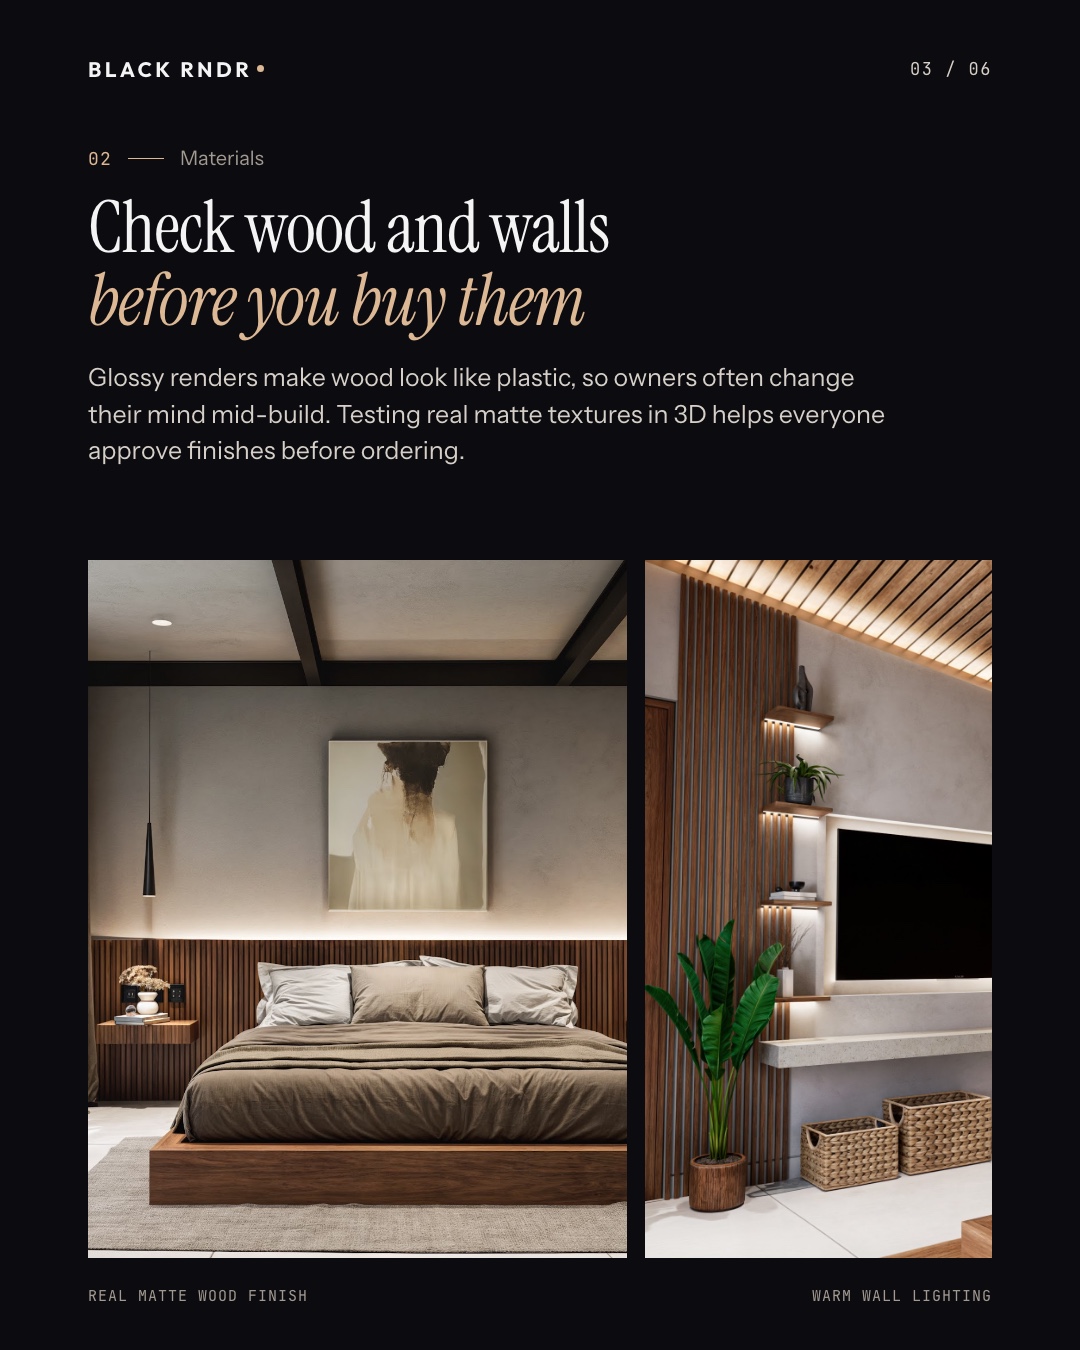 BLACK RNDR
03 / 06
02 — Materials
Check wood and walls
before you buy them
Glossy renders make wood look like plastic, so owners often change
their mind mid-build. Testing real matte textures in 3D helps everyone
approve finishes before ordering.
REAL MATTE WOOD FINISH
WARM WALL LIGHTING